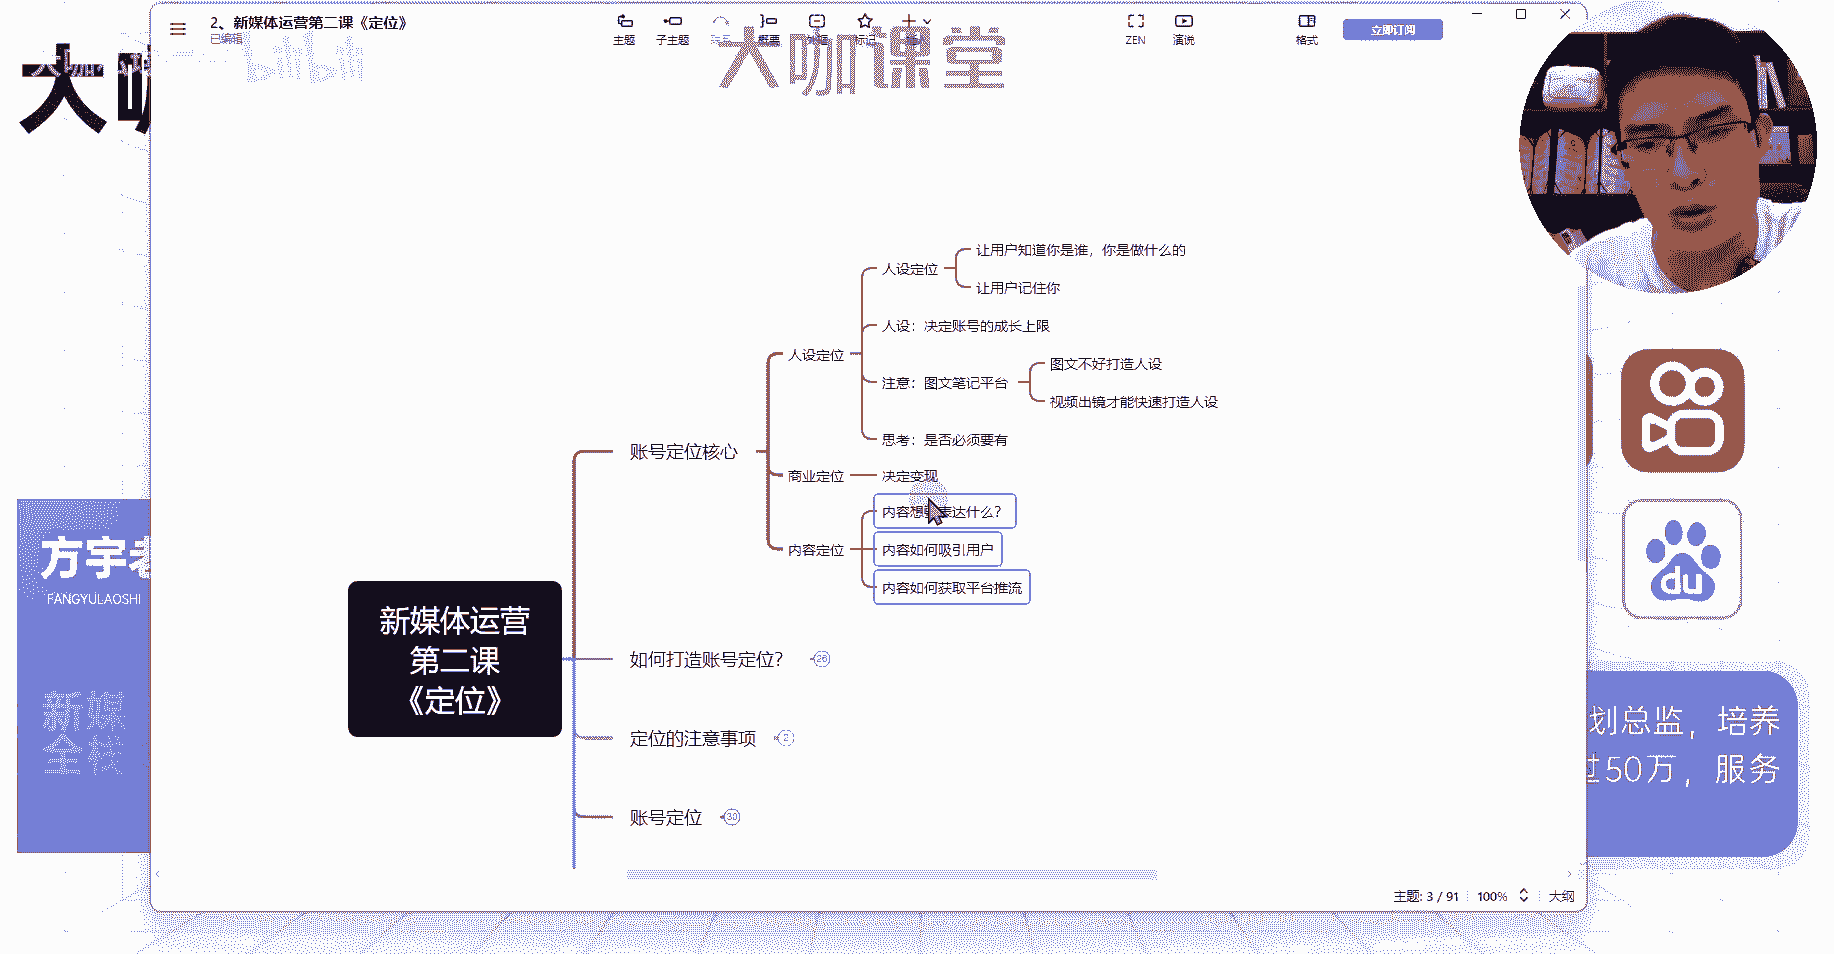 2、新媒体运营第二课《定位》
已编辑
主题
子主题
概要
标记
ZEN
演说
格式
立即订阅
bilibili
大咖课堂
大咖
让用户知道你是谁，你是做什么的
人设定位
让用户记住你
人设：决定账号的成长上限
人设定位
图文不好打造人设
注意：图文笔记平台
视频出镜才能快速打造人设
思考：是否必须要有
账号定位核心
商业定位
决定变现
内容想要表达什么？
内容定位
内容如何吸引用户
内容如何获取平台推流
方宇老
FANGYULAOSHI
新媒体运营
第二课
《定位》
如何打造账号定位？
26
定位的注意事项
2
账号定位
30
新媒
全栈
du
划总监，培养
过50万，服务
主题: 3 / 91
100%
大纲